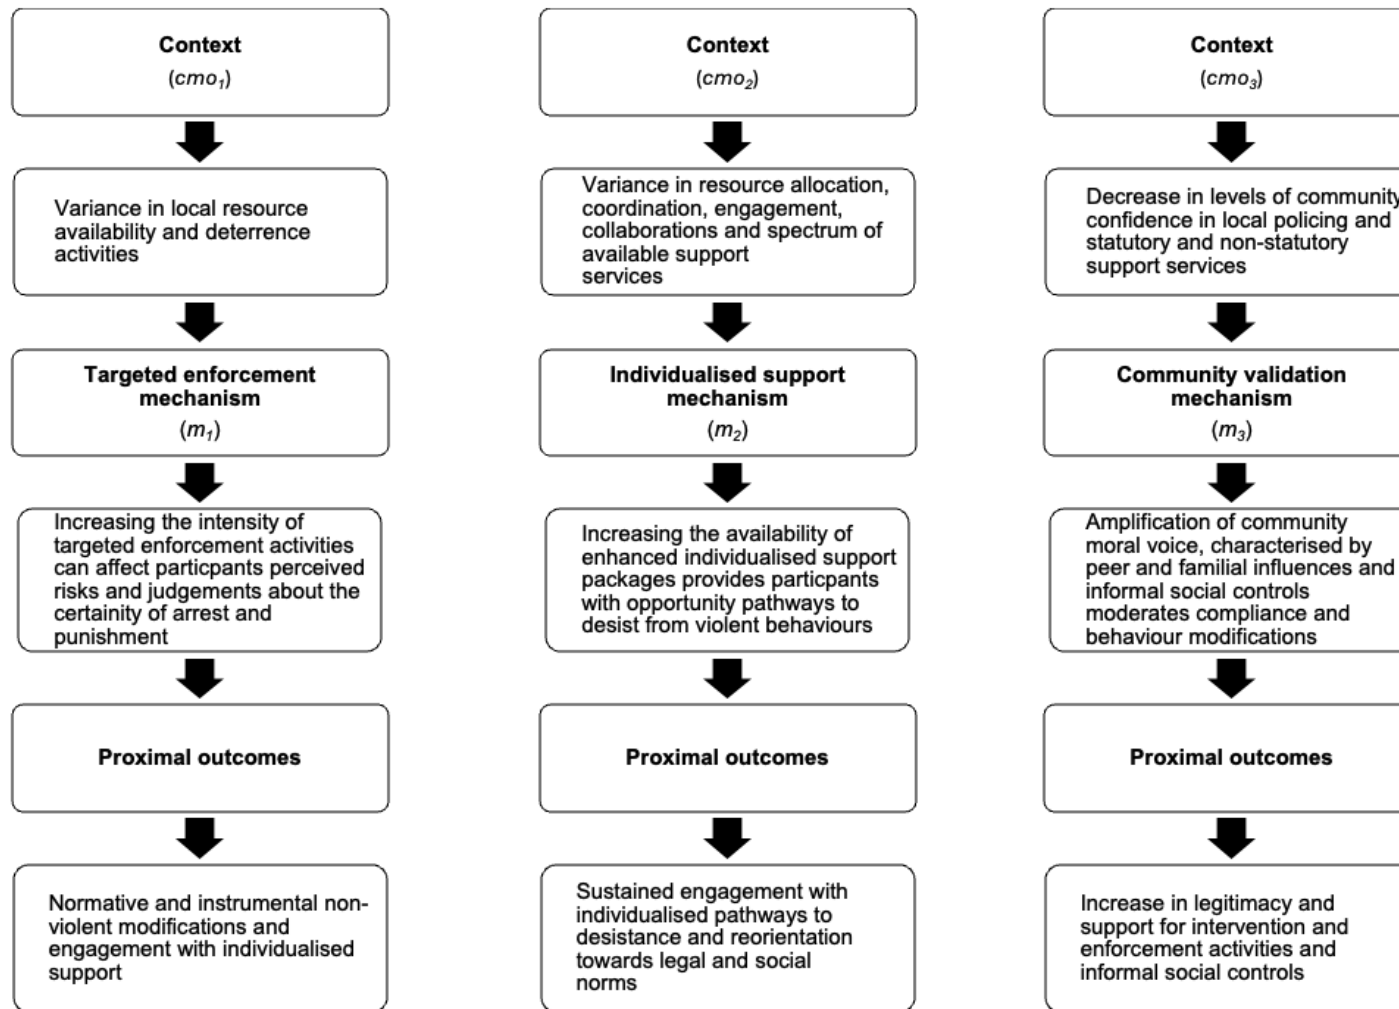 Context
(cmo1)
Variance in local resource
availability and deterrence
activities
Targeted enforcement
mechanism
(m1)
Increasing the intensity of
targeted enforcement activities
can affect particpants perceived
risks and judgements about the
certainity of arrest and
punishment
Proximal outcomes
Normative and instrumental non-
violent modifications and
engagement with individualised
support
Context
(cmo2)
Variance in resource allocation,
coordination, engagement,
collaborations and spectrum of
available support
services
Individualised support
mechanism
(m2)
Increasing the availability of
enhanced individualised support
packages provides particpants
with opportunity pathways to
desist from violent behaviours
Proximal outcomes
Sustained engagement with
individualised pathways to
desistance and reorientation
towards legal and social
norms
Context
(cmo3)
Decrease in levels of community
confidence in local policing and
statutory and non-statutory
support services
Community validation
mechanism
(m3)
Amplification of community
moral voice, characterised by
peer and familial influences and
informal social controls
moderates compliance and
behaviour modifications
Proximal outcomes
Increase in legitimacy and
support for intervention and
enforcement activities and
informal social controls